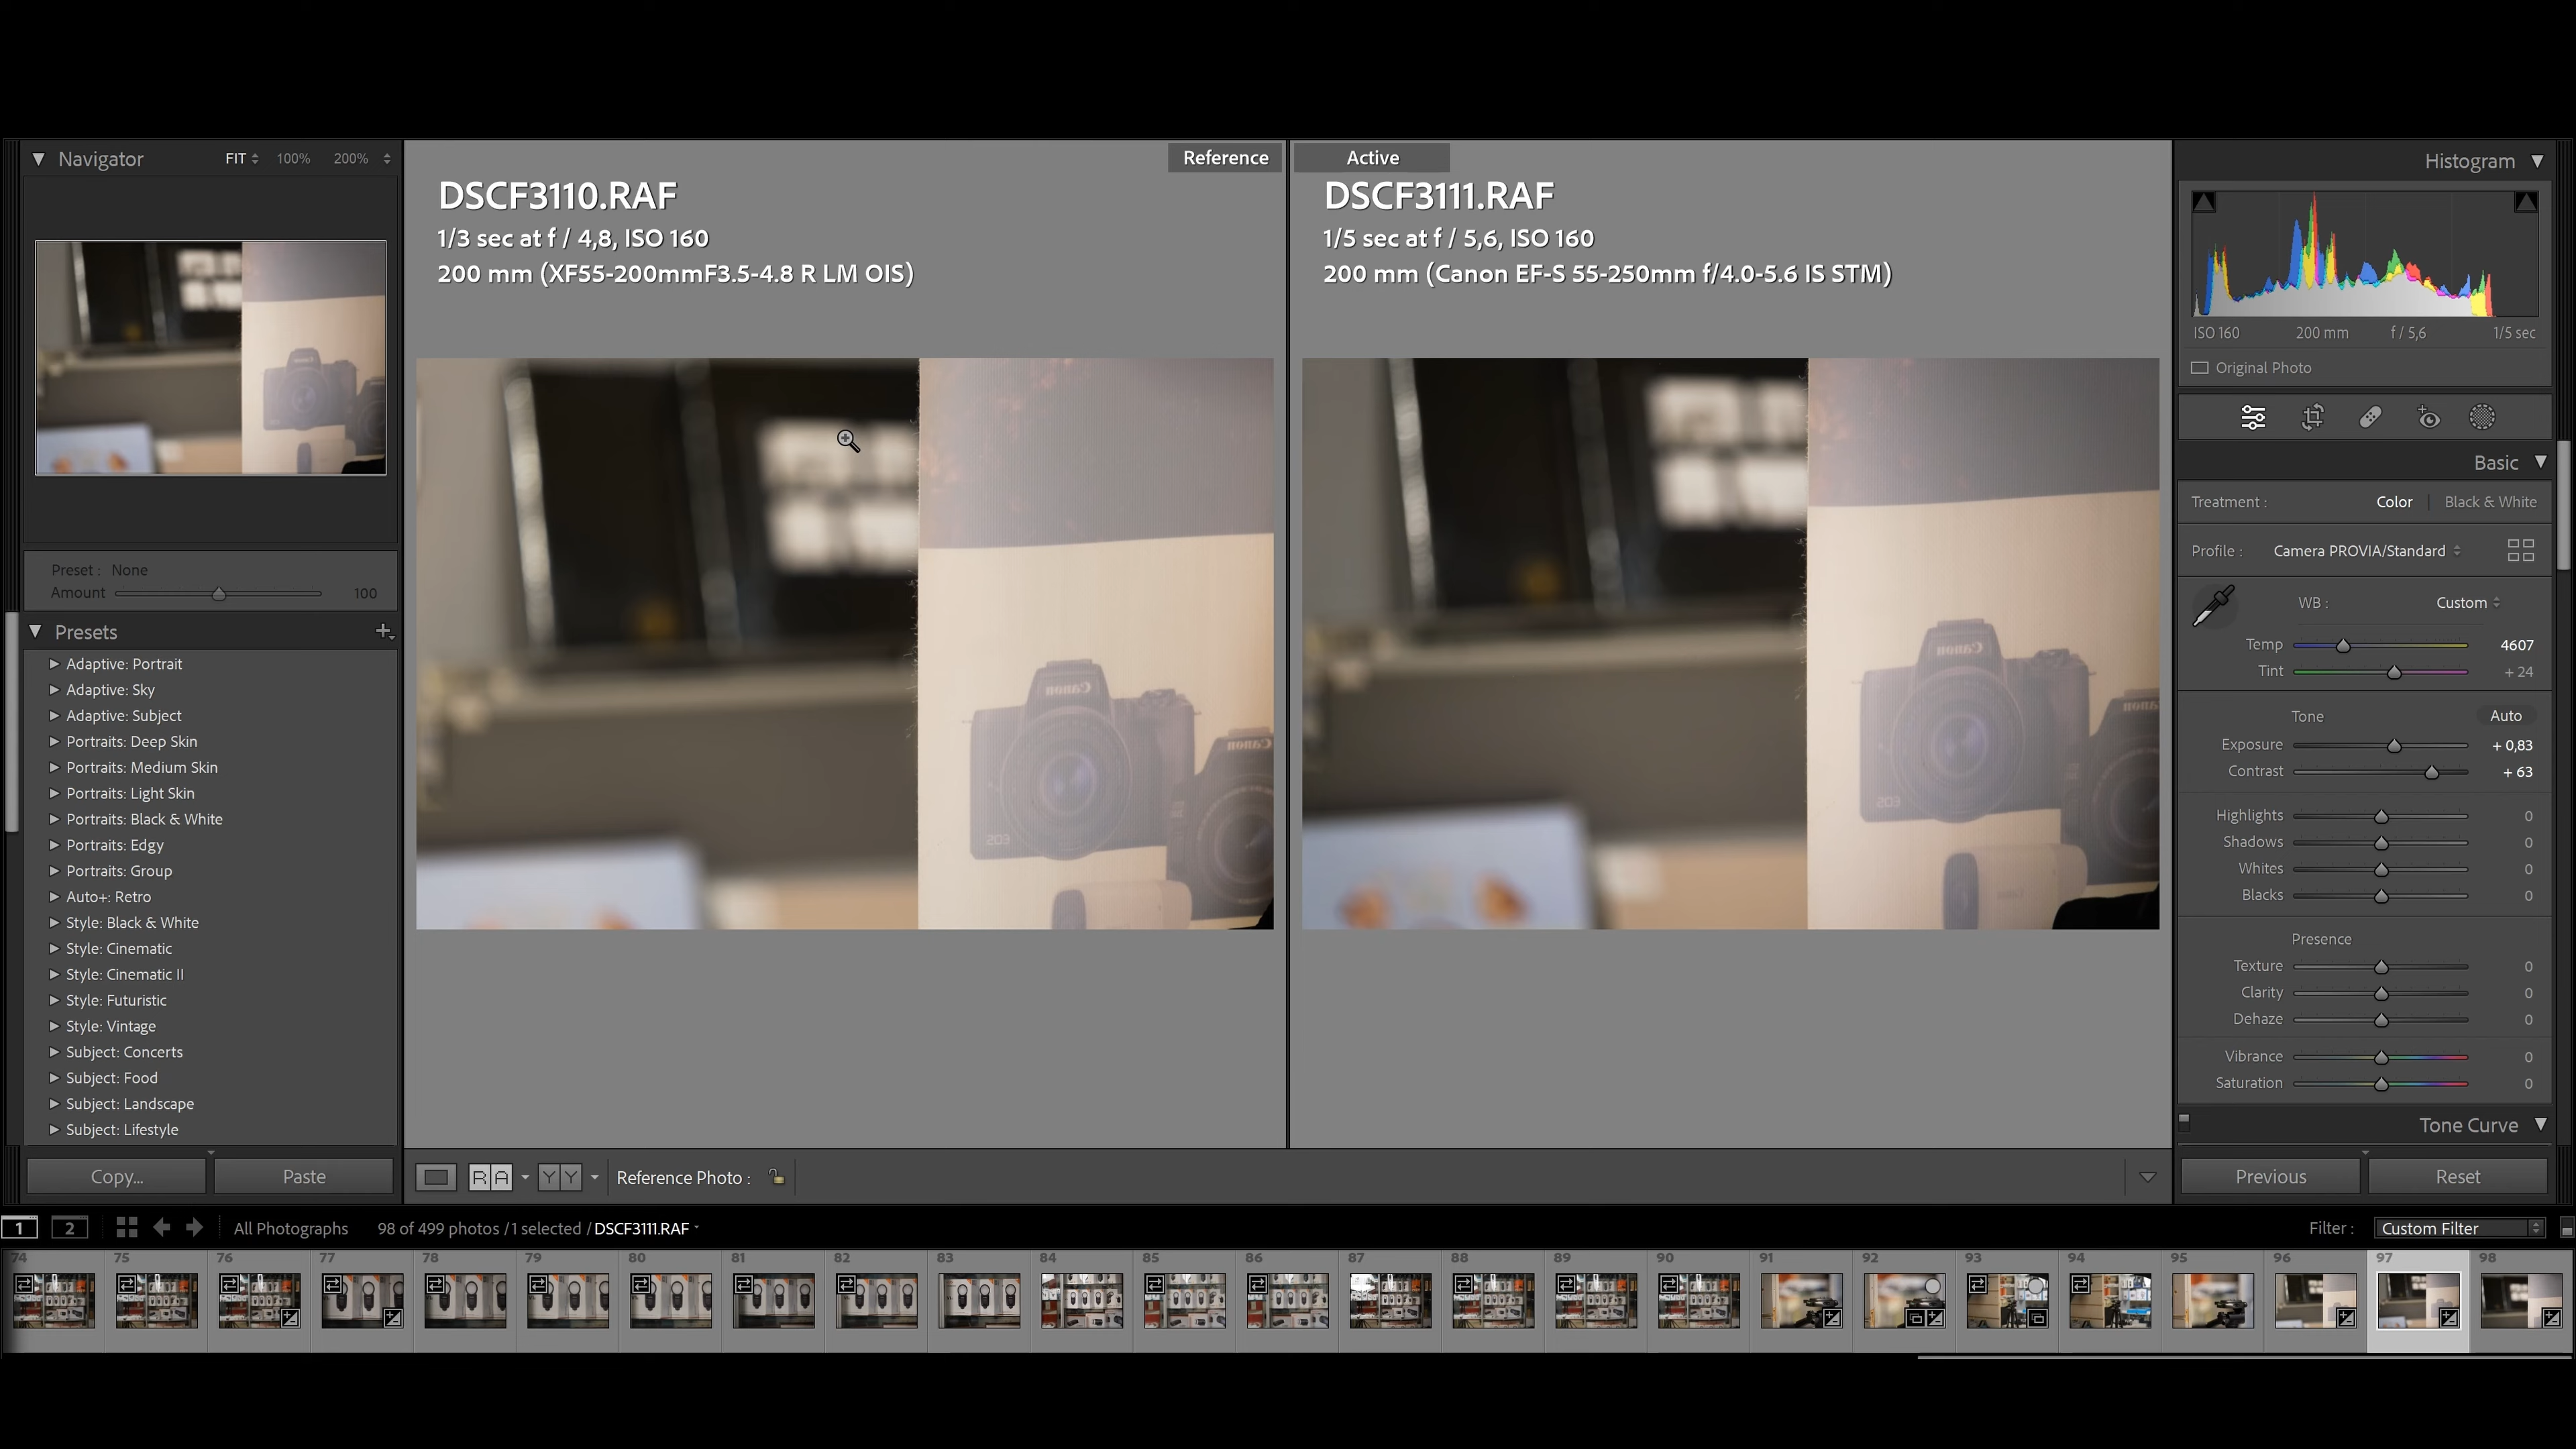 Navigator
FIT 100% 200%
Preset : None
Amount 100
Presets
Adaptive: Portrait
Adaptive: Sky
Adaptive: Subject
Portraits: Deep Skin
Portraits: Medium Skin
Portraits: Light Skin
Portraits: Black & White
Portraits: Edgy
Portraits: Group
Auto+: Retro
Style: Black & White
Style: Cinematic
Style: Cinematic II
Style: Futuristic
Style: Vintage
Subject: Concerts
Subject: Food
Subject: Landscape
Subject: Lifestyle
Copy... Paste
Reference
DSCF3110.RAF
1/3 sec at f / 4,8, ISO 160
200 mm (XF55-200mmF3.5-4.8 R LM OIS)
Canon
Canon
Active
DSCF3111.RAF
1/5 sec at f / 5,6, ISO 160
200 mm (Canon EF-S 55-250mm f/4.0-5.6 IS STM)
Canon
Canon
R A Y Y Reference Photo :
Histogram
ISO 160 200 mm f / 5,6 1/5 sec
Original Photo
Basic
Treatment : Color Black & White
Profile : Camera PROVIA/Standard
WB : Custom
Temp 4607
Tint + 24
Tone Auto
Exposure + 0,83
Contrast + 63
Highlights 0
Shadows 0
Whites 0
Blacks 0
Presence
Texture 0
Clarity 0
Dehaze 0
Vibrance 0
Saturation 0
Tone Curve
Previous Reset
1 2 All Photographs 98 of 499 photos / 1 selected / DSCF3111.RAF Filter : Custom Filter
74 75 76 77 78 79 80 81 82 83 84 85 86 87 88 89 90 91 92 93 94 95 96 97 98